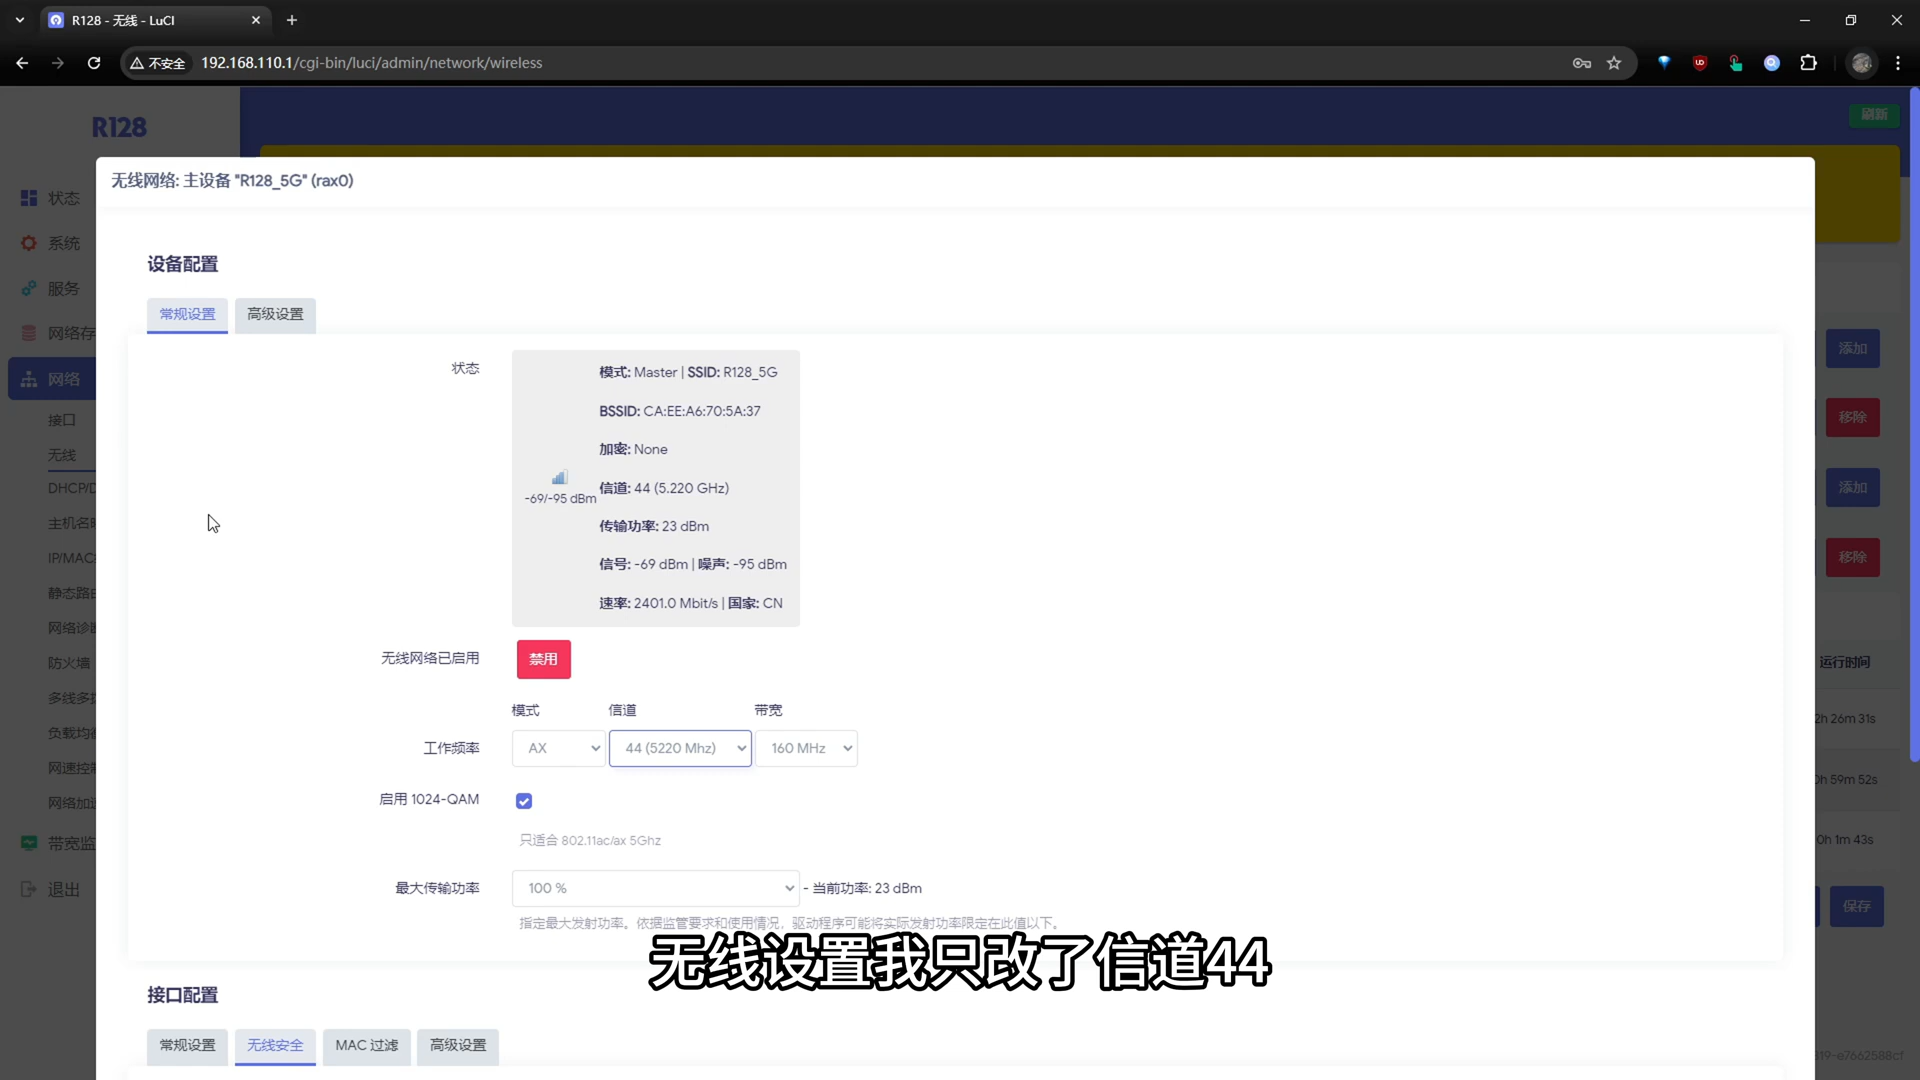 R128 - 无线 - LuCI
不安全
192.168.110.1/cgi-bin/luci/admin/network/wireless
R128
刷新
无线网络: 主设备 "R128_5G" (rax0)
状态
系统
服务
网络存
网络
接口
无线
DHCP/D
主机名
IP/MAC
静态路由
网络诊断
防火墙
多线多
负载均
网速控制
网络加速
带宽监
退出
设备配置
常规设置
高级设置
状态
模式: Master | SSID: R128_5G
BSSID: CA:EE:A6:70:5A:37
加密: None
-69/-95 dBm
信道: 44 (5.220 GHz)
传输功率: 23 dBm
信号: -69 dBm | 噪声: -95 dBm
速率: 2401.0 Mbit/s | 国家: CN
无线网络已启用
禁用
模式
信道
带宽
工作频率
AX
44 (5220 Mhz)
160 MHz
启用 1024-QAM
只适合 802.11ac/ax 5Ghz
最大传输功率
100 %
- 当前功率: 23 dBm
指定最大发射功率。依据监管要求和使用情况，驱动程序可能将实际发射功率限定在此值以下。
无线设置我只改了信道44
接口配置
常规设置
无线安全
MAC 过滤
高级设置
添加
移除
添加
移除
运行时间
2h 26m 31s
0h 59m 52s
0h 1m 43s
保存
319-e7662588cf